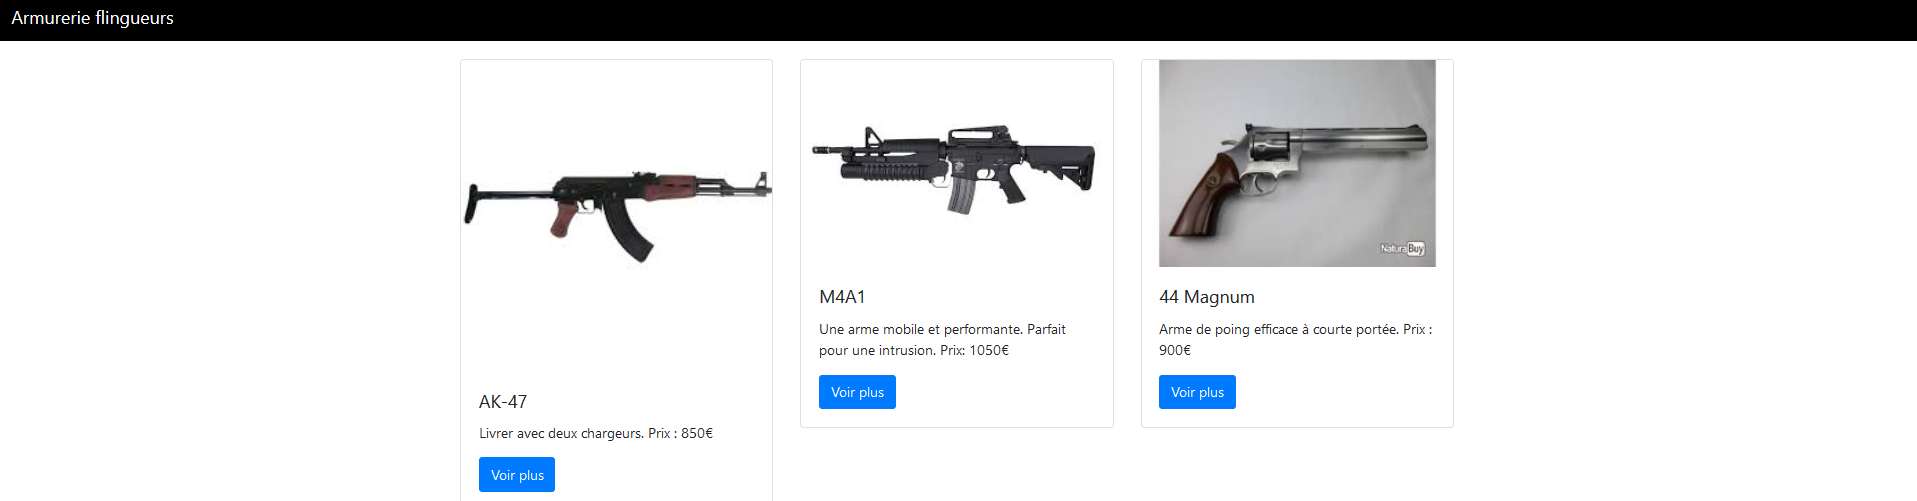 Armurerie flingueurs
AK-47
Livrer avec deux chargeurs. Prix : 850€
Voir plus
M4A1
Une arme mobile et performante. Parfait
pour une intrusion. Prix: 1050€
Voir plus
NaturaBuy
44 Magnum
Arme de poing efficace à courte portée. Prix :
900€
Voir plus